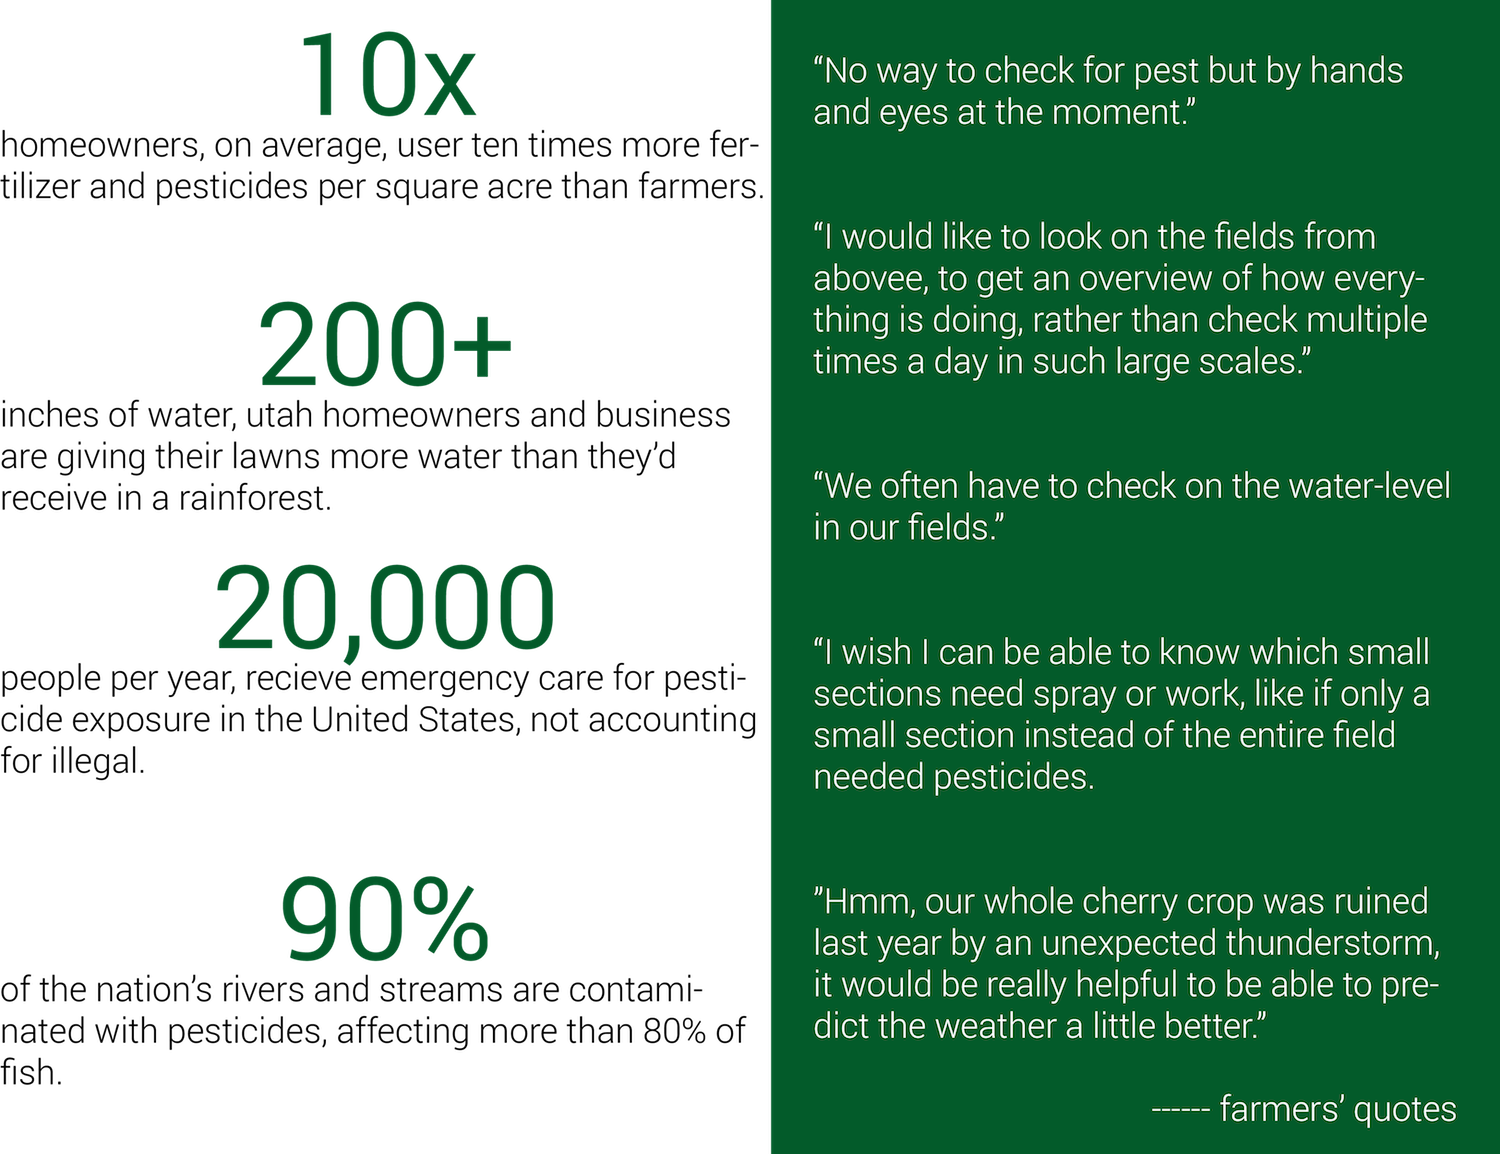 10x
homeowners, on average, user ten times more fer-
tilizer and pesticides per square acre than farmers.
200+
inches of water, utah homeowners and business
are giving their lawns more water than they’d
receive in a rainforest.
20,000
people per year, recieve emergency care for pesti-
cide exposure in the United States, not accounting
for illegal.
90%
of the nation’s rivers and streams are contami-
nated with pesticides, affecting more than 80% of
fish.
“No way to check for pest but by hands
and eyes at the moment.”
“I would like to look on the fields from
abovee, to get an overview of how every-
thing is doing, rather than check multiple
times a day in such large scales.”
“We often have to check on the water-level
in our fields.”
“I wish I can be able to know which small
sections need spray or work, like if only a
small section instead of the entire field
needed pesticides.
”Hmm, our whole cherry crop was ruined
last year by an unexpected thunderstorm,
it would be really helpful to be able to pre-
dict the weather a little better.”
------ farmers’ quotes